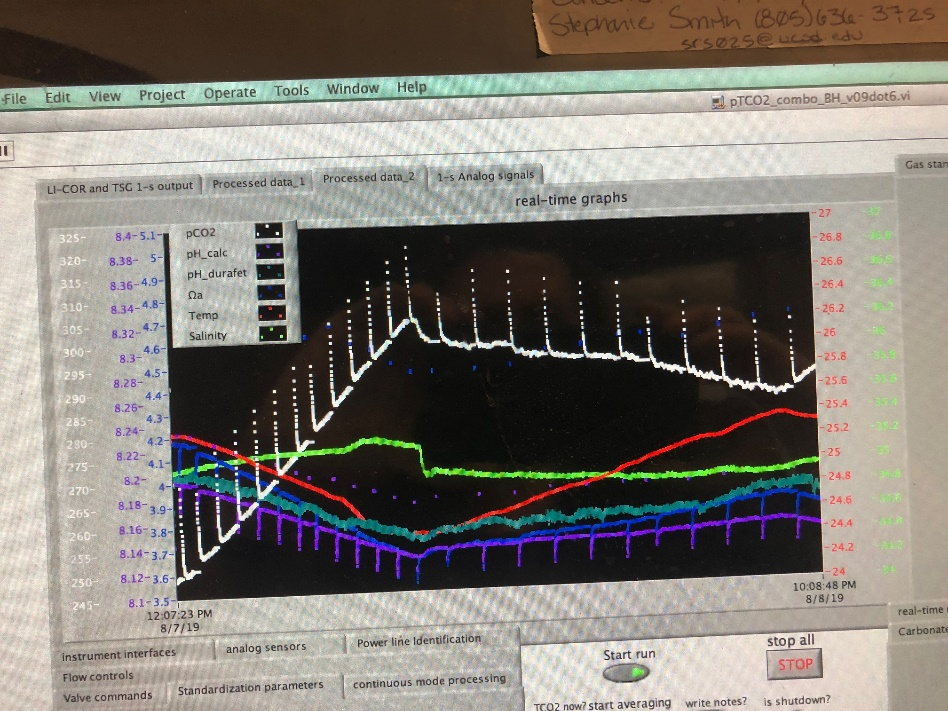 Stephanie Smith (805)636-3725
srs025@ucsd.edu
File Edit View Project Operate Tools Window Help
pTCO2_combo_BH_v09dot6.vi
Gas stan
LI-COR and TSG 1-s output Processed data_1 Processed data_2 1-s Analog signals
real-time graphs
pCO2
pH_calc
pH_durafet
Ωa
Temp
Salinity
325- 8.4- 5.1- -27
320- 8.38- 5- -26.8
315- 8.36- 4.9- -26.6
310- 8.34- 4.8- -26.4
305- 8.32- 4.7- -26.2
300- 8.3- 4.6- -26
295- 8.28- 4.5- -25.8
290- 8.26- 4.4- -25.6
285- 8.24- 4.3- -25.4
280- 8.22- 4.2- -25.2
275- 8.2- 4.1- -25
270- 8.18- 4- -24.8
265- 8.16- 3.9- -24.6
260- 8.14- 3.8- -24.4
255- 8.12- 3.7- -24.2
250- 8.1- 3.6- -24
245- 3.5-
12:07:23 PM
8/7/19
10:08:48 PM
8/8/19
real-time
Carbonate
instrument interfaces analog sensors Power line Identification
Flow controls
Valve commands Standardization parameters continuous mode processing
Start run
stop all
STOP
TCO2 now? start averaging write notes? is shutdown?